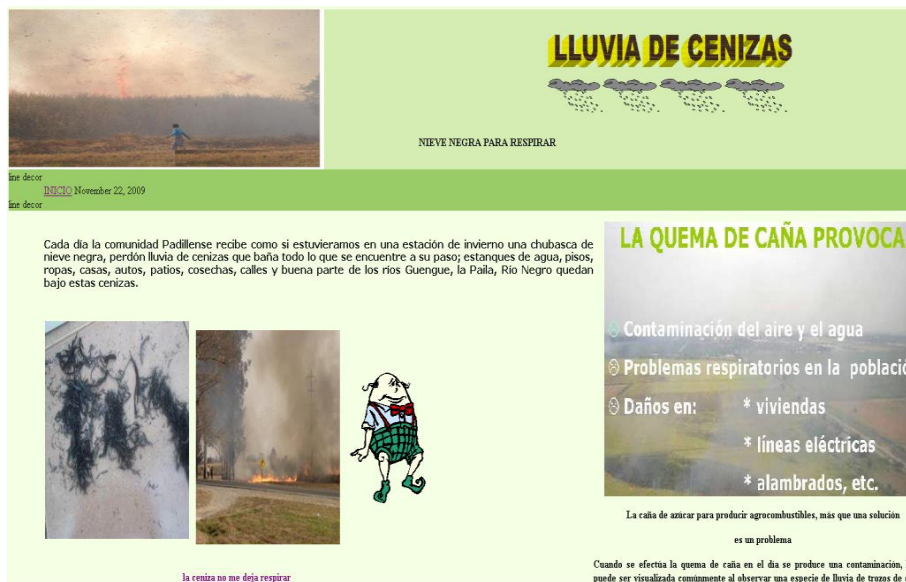 LLUVIA DE CENIZAS
NIEVE NEGRA PARA RESPIRAR
line decor
INICIO November 22, 2009
line decor
Cada día la comunidad Padillense recibe como si estuvieramos en una estación de invierno una chubasca de
nieve negra, perdón lluvia de cenizas que baña todo lo que se encuentre a su paso; estanques de agua, pisos,
ropas, casas, autos, patios, cosechas, calles y buena parte de los rios Guengue, la Paila, Rio Negro quedan
bajo estas cenizas.
la ceniza no me deja respirar
LA QUEMA DE CAÑA PROVOCA
Contaminación del aire y el agua
Problemas respiratorios en la població
Daños en: * viviendas
* líneas eléctricas
* alambrados, etc.
La caña de azúcar para producir agrocombustibles, más que una solución
es un problema
Cuando se efectúa la quema de caña en el día se produce una contaminación,
puede ser visualizada comúnmente al observar una especie de lluvia de trozos de